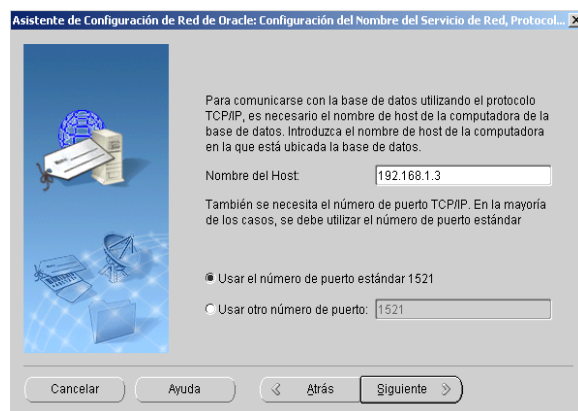 Asistente de Configuración de Red de Oracle: Configuración del Nombre del Servicio de Red, Protocol...
Para comunicarse con la base de datos utilizando el protocolo
TCP/IP, es necesario el nombre de host de la computadora de la
base de datos. Introduzca el nombre de host de la computadora
en la que está ubicada la base de datos.
Nombre del Host: 192.168.1.3
También se necesita el número de puerto TCP/IP. En la mayoría
de los casos, se debe utilizar el número de puerto estándar
Usar el número de puerto estándar 1521
Usar otro número de puerto: 1521
Cancelar Ayuda Atrás Siguiente